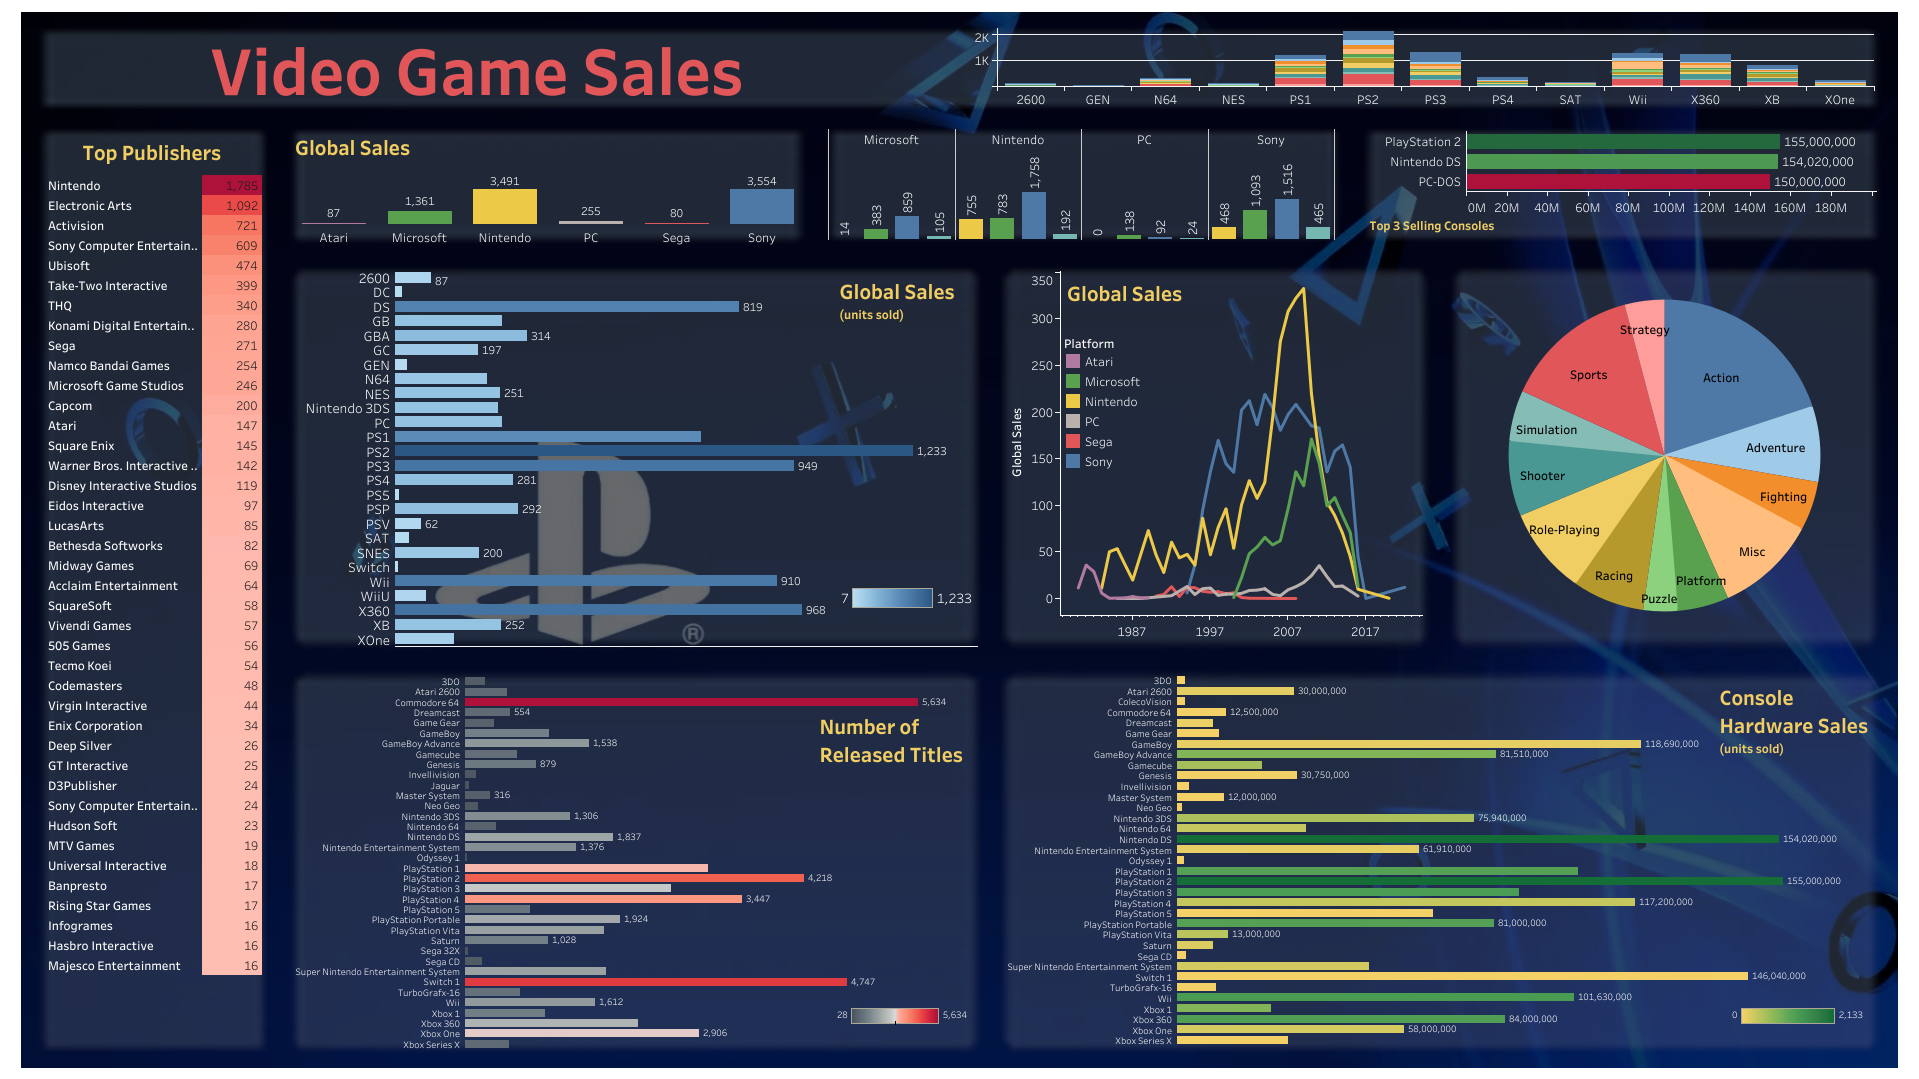 Video Game Sales
2K
1K
2600 GEN N64 NES PS1 PS2 PS3 PS4 SAT Wii X360 XB XOne
Top Publishers
Nintendo 1,785
Electronic Arts 1,092
Activision 721
Sony Computer Entertain.. 609
Ubisoft 474
Take-Two Interactive 399
THQ 340
Konami Digital Entertain.. 280
Sega 271
Namco Bandai Games 254
Microsoft Game Studios 246
Capcom 200
Atari 147
Square Enix 145
Warner Bros. Interactive .. 142
Disney Interactive Studios 119
Eidos Interactive 97
LucasArts 85
Bethesda Softworks 82
Midway Games 69
Acclaim Entertainment 64
SquareSoft 58
Vivendi Games 57
505 Games 56
Tecmo Koei 54
Codemasters 48
Virgin Interactive 44
Enix Corporation 34
Deep Silver 26
GT Interactive 25
D3Publisher 24
Sony Computer Entertain.. 24
Hudson Soft 23
MTV Games 19
Universal Interactive 18
Banpresto 17
Rising Star Games 17
Infogrames 16
Hasbro Interactive 16
Majesco Entertainment 16
Global Sales
87 1,361 3,491 255 80 3,554
Atari Microsoft Nintendo PC Sega Sony
Microsoft Nintendo PC Sony
14 383 859 105 755 783 1,758 192 0 138 92 24 468 1,093 1,516 465
PlayStation 2 155,000,000
Nintendo DS 154,020,000
PC-DOS 150,000,000
0M 20M 40M 60M 80M 100M 120M 140M 160M 180M
Top 3 Selling Consoles
Global Sales
(units sold)
2600 87
DC
DS 819
GB
GBA 314
GC 197
GEN
N64
NES 251
Nintendo 3DS
PC
PS1
PS2 1,233
PS3 949
PS4 281
PS5
PSP 292
PSV 62
SAT
SNES 200
Switch
Wii 910
WiiU
X360 968
XB 252
XOne
7 1,233
®
Global Sales
Global Sales
350
300
250
200
150
100
50
0
1987 1997 2007 2017
Platform
Atari
Microsoft
Nintendo
PC
Sega
Sony
Strategy
Action
Sports
Adventure
Simulation
Shooter
Fighting
Role-Playing
Misc
Racing
Platform
Puzzle
Number of
Released Titles
3DO
Atari 2600
Commodore 64 5,634
Dreamcast 554
Game Gear
GameBoy
GameBoy Advance 1,538
Gamecube
Genesis 879
Invellivision
Jaguar
Master System 316
Neo Geo
Nintendo 3DS 1,306
Nintendo 64
Nintendo DS 1,837
Nintendo Entertainment System 1,376
Odyssey 1
PlayStation 1
PlayStation 2 4,218
PlayStation 3
PlayStation 4 3,447
PlayStation 5
PlayStation Portable 1,924
PlayStation Vita
Saturn 1,028
Sega 32X
Sega CD
Super Nintendo Entertainment System
Switch 1 4,747
TurboGrafx-16
Wii 1,612
Xbox 1
Xbox 360
Xbox One 2,906
Xbox Series X
28 5,634
Console
Hardware Sales
(units sold)
3DO
Atari 2600 30,000,000
ColecoVision
Commodore 64 12,500,000
Dreamcast
Game Gear
GameBoy 118,690,000
GameBoy Advance 81,510,000
Gamecube
Genesis 30,750,000
Invellivision
Master System 12,000,000
Neo Geo
Nintendo 3DS 75,940,000
Nintendo 64
Nintendo DS 154,020,000
Nintendo Entertainment System 61,910,000
Odyssey 1
PlayStation 1
PlayStation 2 155,000,000
PlayStation 3
PlayStation 4 117,200,000
PlayStation 5
PlayStation Portable 81,000,000
PlayStation Vita 13,000,000
Saturn
Sega CD
Super Nintendo Entertainment System
Switch 1 146,040,000
TurboGrafx-16
Wii 101,630,000
Xbox 1
Xbox 360 84,000,000
Xbox One 58,000,000
Xbox Series X
0 2,133